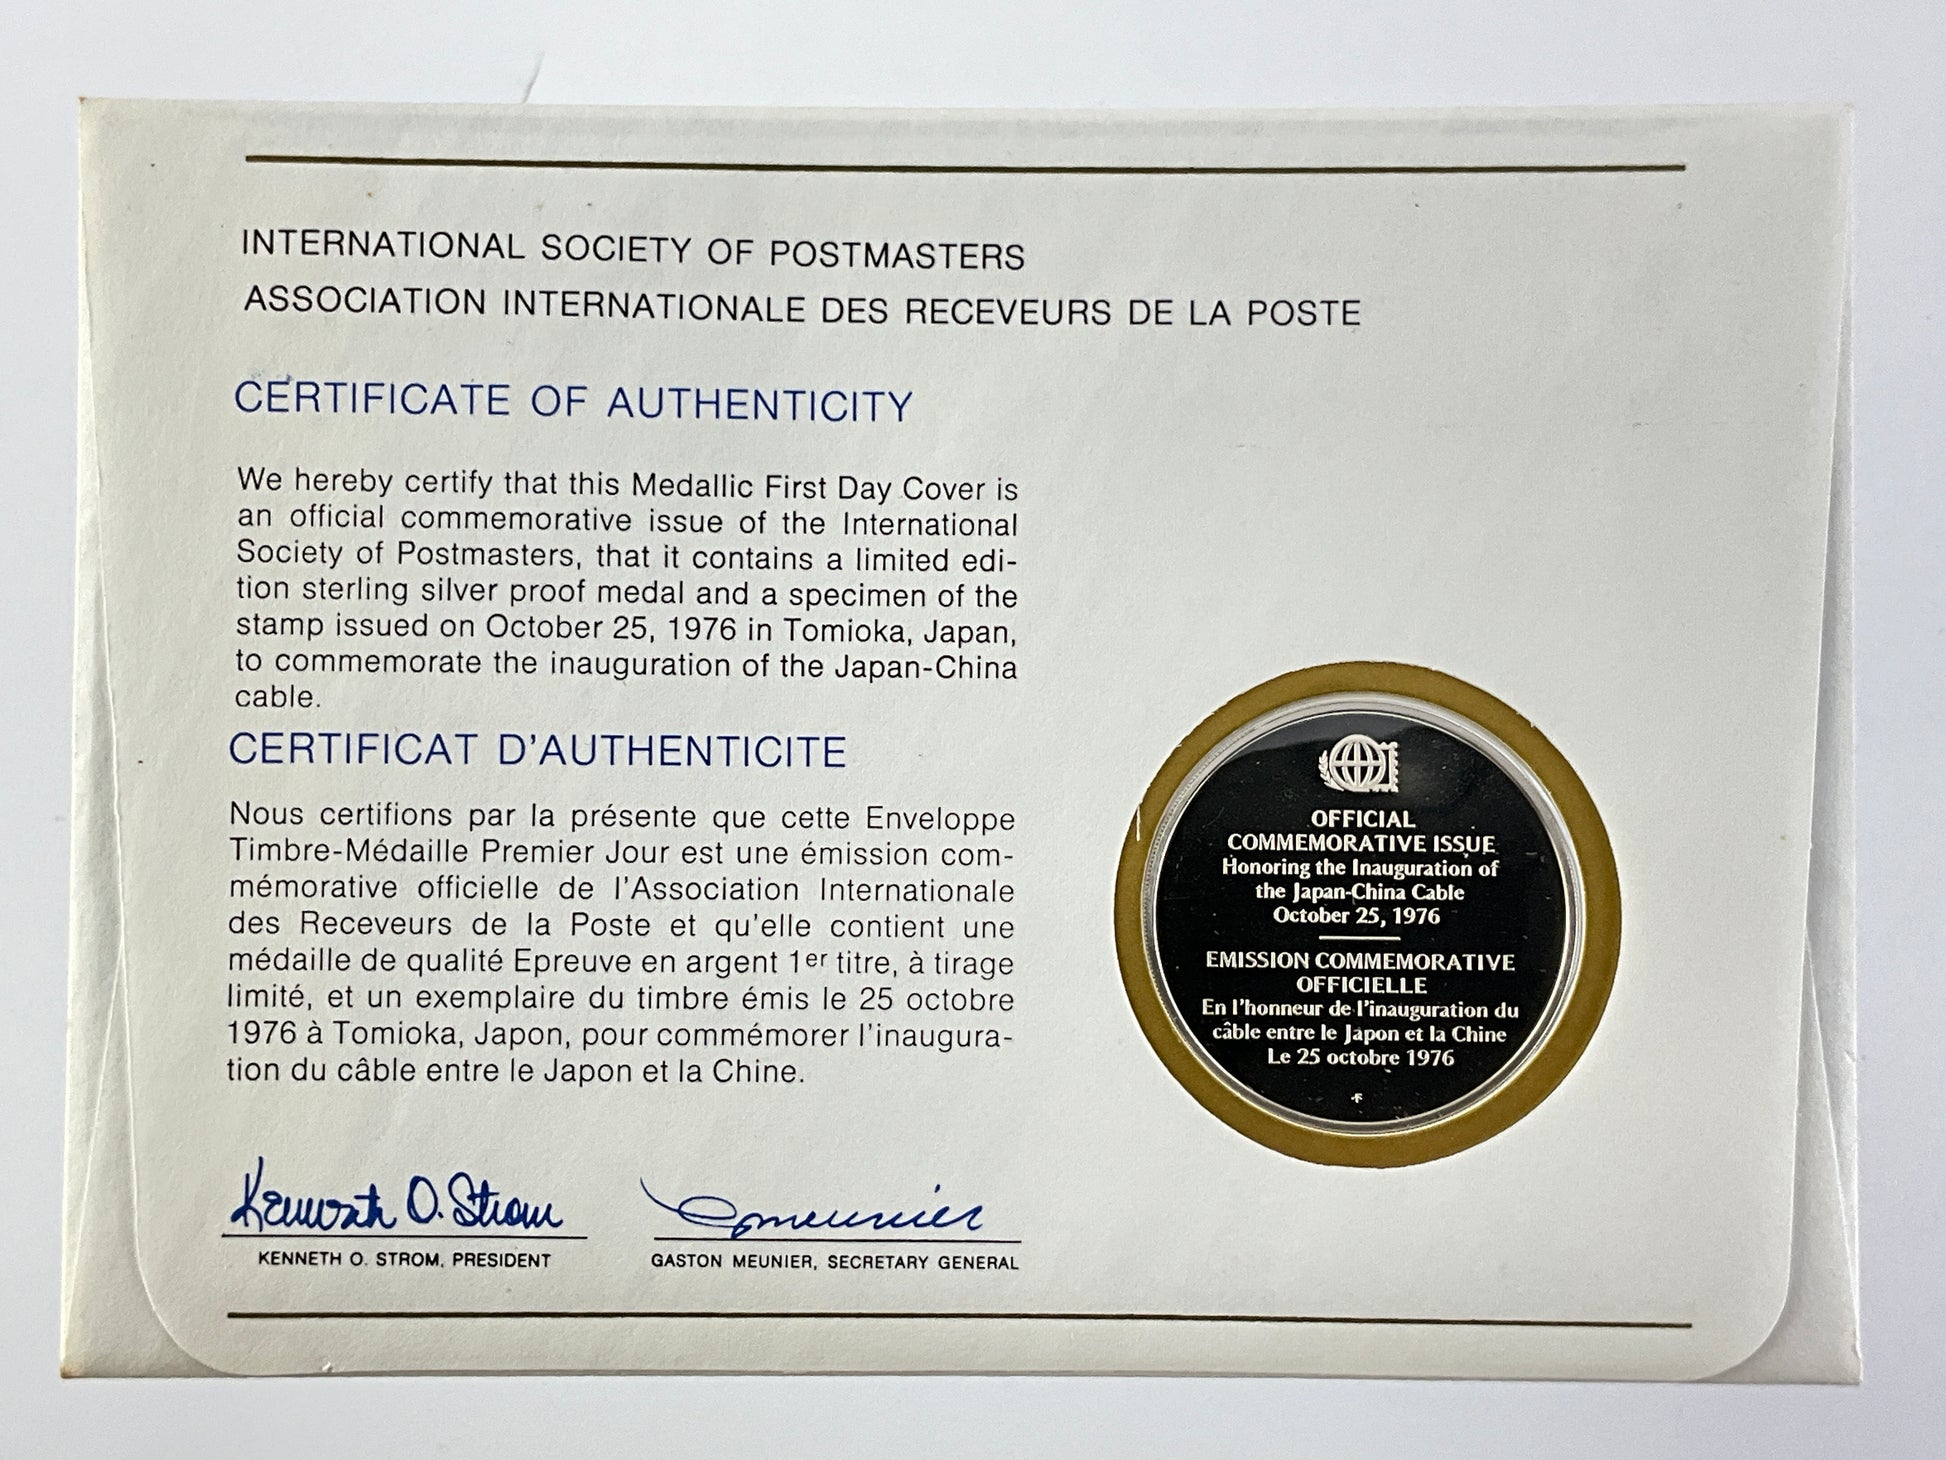 INTERNATIONAL SOCIETY OF POSTMASTERS
ASSOCIATION INTERNATIONALE DES RECEVEURS DE LA POSTE
CERTIFICATE OF AUTHENTICITY
We hereby certify that this Medallic First Day Cover is
an official commemorative issue of the International
Society of Postmasters, that it contains a limited edi-
tion sterling silver proof medal and a specimen of the
stamp issued on October 25, 1976 in Tomioka, Japan,
to commemorate the inauguration of the Japan-China
cable.
CERTIFICAT D'AUTHENTICITE
Nous certifions par la présente que cette Enveloppe
Timbre-Médaille Premier Jour est une émission com-
mémorative officielle de l'Association Internationale
des Receveurs de la Poste et qu'elle contient une
médaille de qualité Epreuve en argent 1er titre, à tirage
limité, et un exemplaire du timbre émis le 25 octobre
1976 à Tomioka, Japon, pour commémorer l'inaugura-
tion du câble entre le Japon et la Chine.
Kenneth O. Strom
KENNETH O. STROM, PRESIDENT
GMeunier
GASTON MEUNIER, SECRETARY GENERAL
OFFICIAL
COMMEMORATIVE ISSUE
Honoring the Inauguration of
the Japan-China Cable
October 25, 1976
EMISSION COMMEMORATIVE
OFFICIELLE
En l'honneur de l'inauguration du
câble entre le Japon et la Chine
Le 25 octobre 1976